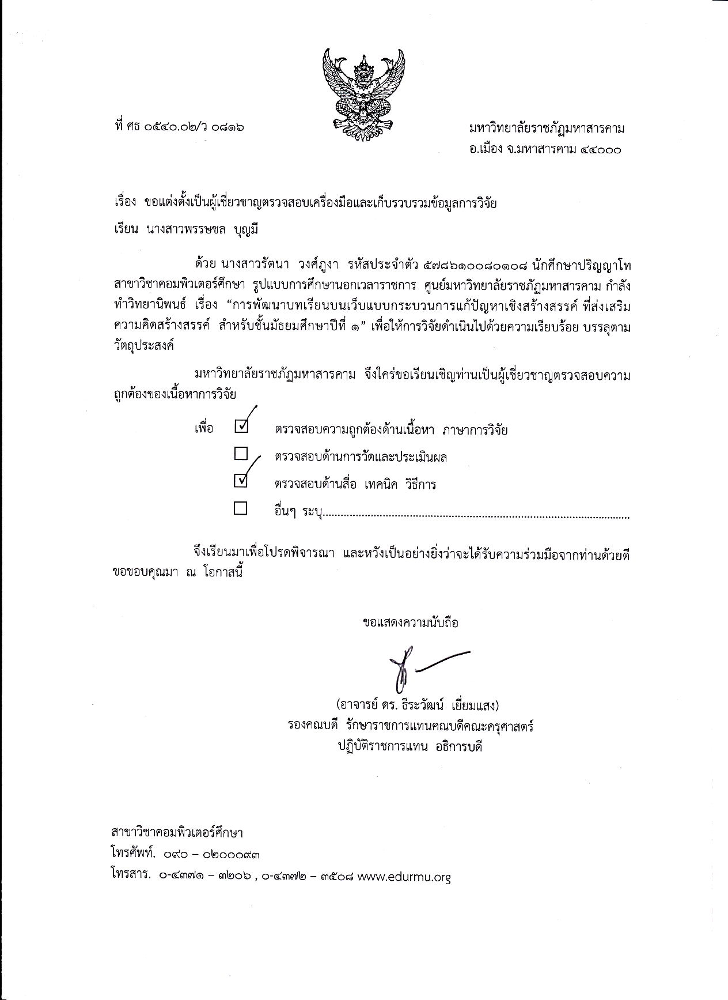 ที่ ศธ ๐๕๔๐.๐๒/ว ๐๘๑๖
มหาวิทยาลัยราชภัฏมหาสารคาม
อ.เมือง จ.มหาสารคาม ๔๔๐๐๐
เรื่อง ขอแต่งตั้งเป็นผู้เชี่ยวชาญตรวจสอบเครื่องมือและเก็บรวบรวมข้อมูลการวิจัย
เรียน นางสาวพรรษชล บุญมี
ด้วย นางสาวรัตนา วงศ์ภูงา รหัสประจำตัว ๕๗๘๖๑๐๐๘๐๑๐๘ นักศึกษาปริญญาโท
สาขาวิชาคอมพิวเตอร์ศึกษา รูปแบบการศึกษานอกเวลาราชการ ศูนย์มหาวิทยาลัยราชภัฏมหาสารคาม กำลัง
ทำวิทยานิพนธ์ เรื่อง “การพัฒนาบทเรียนบนเว็บแบบกระบวนการแก้ปัญหาเชิงสร้างสรรค์ ที่ส่งเสริม
ความคิดสร้างสรรค์ สำหรับชั้นมัธยมศึกษาปีที่ ๑” เพื่อให้การวิจัยดำเนินไปด้วยความเรียบร้อย บรรลุตาม
วัตถุประสงค์
มหาวิทยาลัยราชภัฏมหาสารคาม จึงใคร่ขอเรียนเชิญท่านเป็นผู้เชี่ยวชาญตรวจสอบความ
ถูกต้องของเนื้อหาการวิจัย
เพื่อ ☑ ตรวจสอบความถูกต้องด้านเนื้อหา ภาษาการวิจัย
☐ ตรวจสอบด้านการวัดและประเมินผล
☑ ตรวจสอบด้านสื่อ เทคนิค วิธีการ
☐ อื่นๆ ระบุ......................................................................................................
จึงเรียนมาเพื่อโปรดพิจารณา และหวังเป็นอย่างยิ่งว่าจะได้รับความร่วมมือจากท่านด้วยดี
ขอขอบคุณมา ณ โอกาสนี้
ขอแสดงความนับถือ
(อาจารย์ ดร. ธีระวัฒน์ เยี่ยมแสง)
รองคณบดี รักษาราชการแทนคณบดีคณะครุศาสตร์
ปฏิบัติราชการแทน อธิการบดี
สาขาวิชาคอมพิวเตอร์ศึกษา
โทรศัพท์. ๐๙๐ – ๐๒๐๐๐๙๓
โทรสาร. ๐-๔๓๗๑ – ๓๒๐๖ , ๐-๔๓๗๒ – ๓๕๐๘ www.edurmu.org